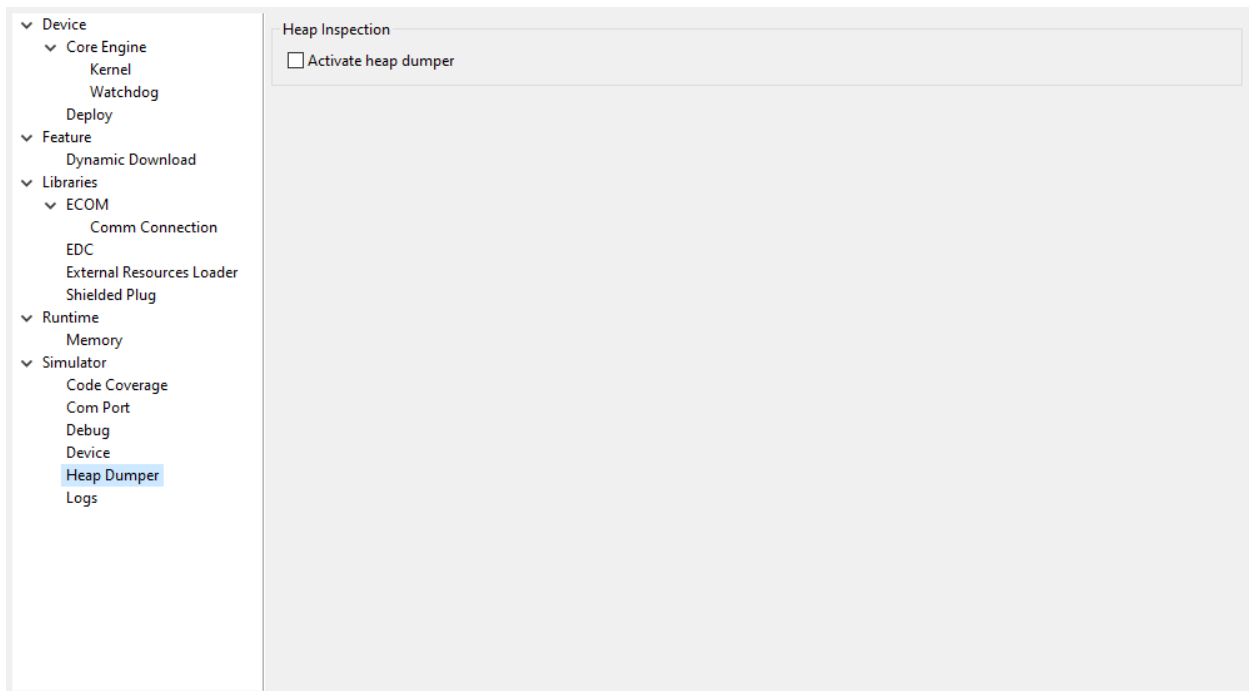 Device
Core Engine
Kernel
Watchdog
Deploy
Feature
Dynamic Download
Libraries
ECOM
Comm Connection
EDC
External Resources Loader
Shielded Plug
Runtime
Memory
Simulator
Code Coverage
Com Port
Debug
Device
Heap Dumper
Logs
Heap Inspection
Activate heap dumper